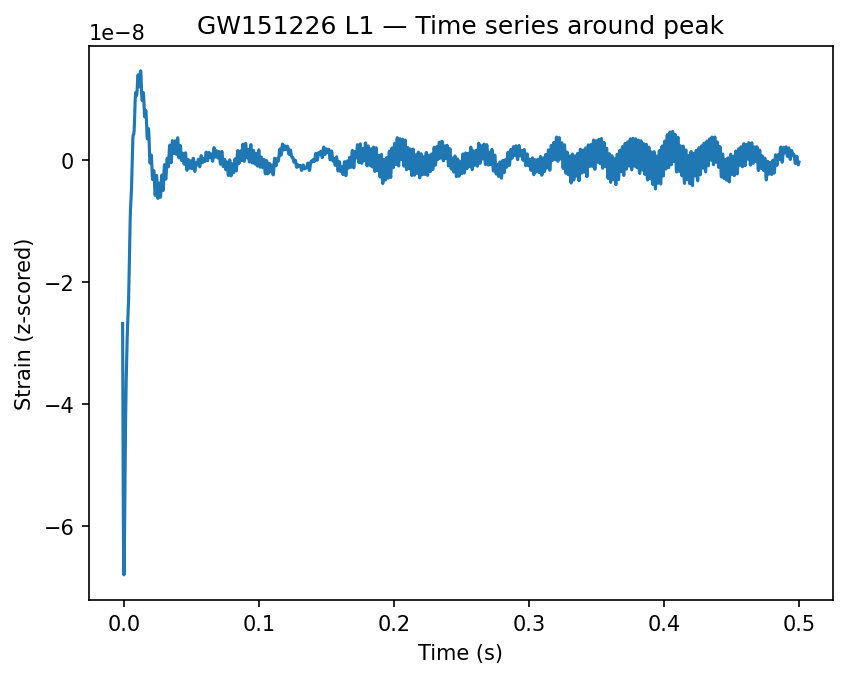 GW151226 L1 — Time series around peak
1e−8
0
−2
−4
−6
Strain (z-scored)
0.0 0.1 0.2 0.3 0.4 0.5
Time (s)